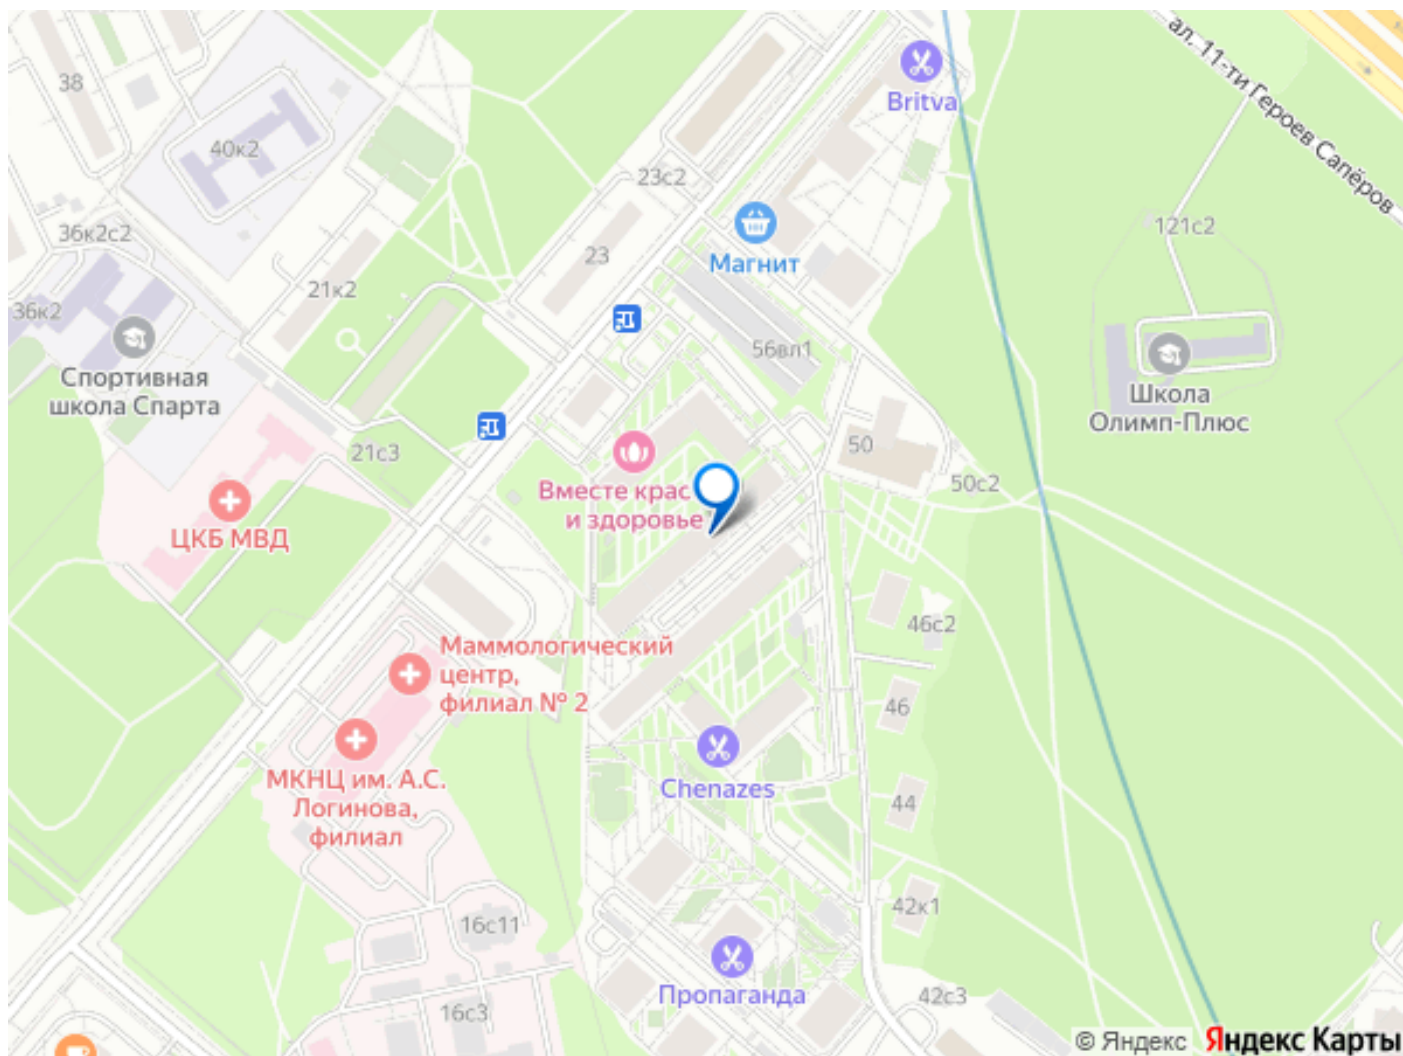 38
Britva
ал. 11-ти Героев Сапёров
40к2
23с2
121с2
36к2с2
23
Магнит
21к2
36к2
56вл1
Спортивная
школа Спарта
Школа
Олимп-Плюс
21с3
50
50с2
Вместе крас
и здоровье
ЦКБ МВД
46с2
Маммологический
центр,
филиал № 2
46
МКНЦ им. А.С.
Логинова,
филиал
Chenazes
44
42к1
16с11
Пропаганда
42с3
16с3
© Яндекс Яндекс Карты